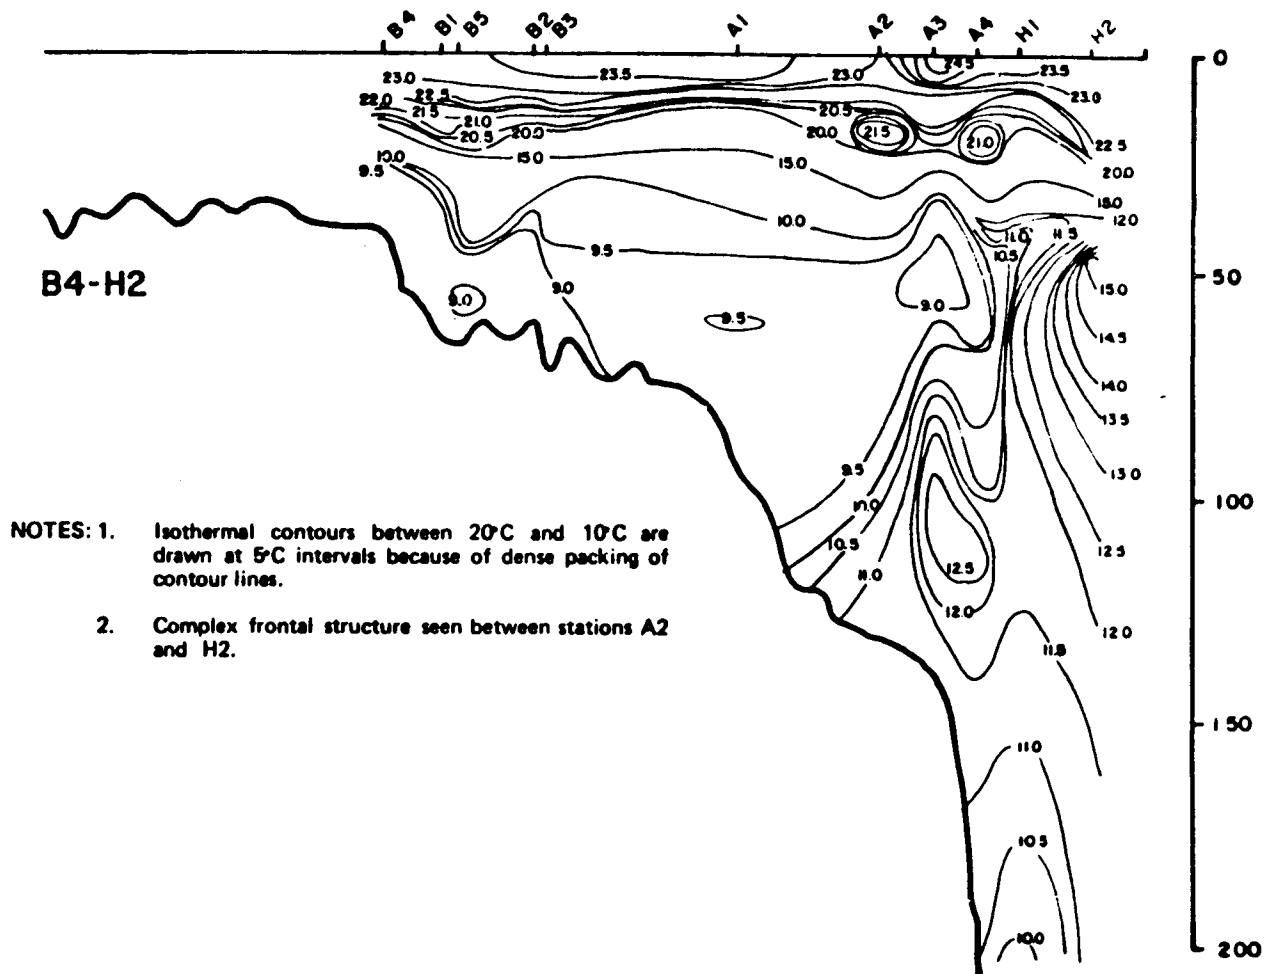 B4 B1 B5 B2 B3 A1 A2 A3 A4 H1 H2
0
23.5 23.0 24.5 23.5
23.0 22.5 23.0
22.0 21.5 21.0 20.5
20.5 20.0 20.0 21.5 21.0 22.5
10.0 15.0 15.0 20.0
9.5 15.0
10.0 12.0
11.0 11.5
9.5 10.5
50
B4-H2
9.0 9.0 9.0 15.0
9.5
14.5
14.0
13.5
9.5 13.0
100
10.0
NOTES: 1. Isothermal contours between 20°C and 10°C are
drawn at 5°C intervals because of dense packing of
contour lines.
10.5 12.5
11.0 12.5
12.0
2. Complex frontal structure seen between stations A2
and H2.
12.0
11.5
150
11.0
10.5
10.0
200